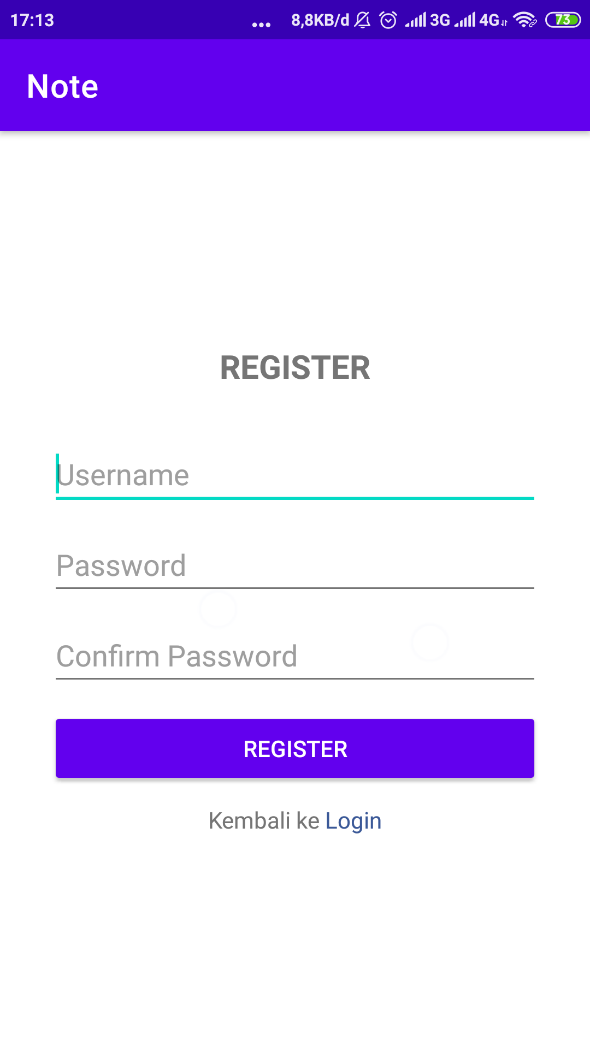 17:13 ... 8,8KB/d 3G 4G 73
Note
REGISTER
Username
Password
Confirm Password
REGISTER
Kembali ke Login